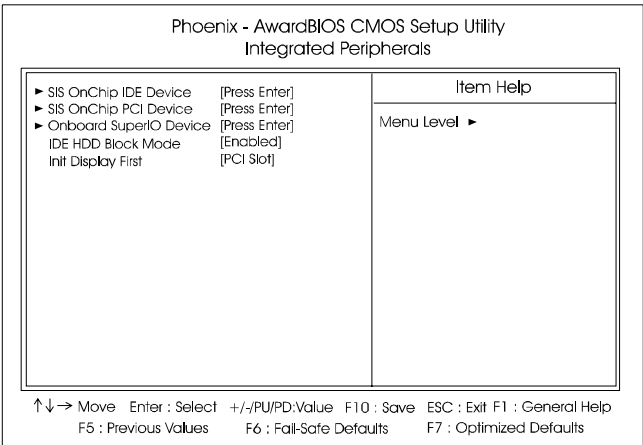 Phoenix - AwardBIOS CMOS Setup Utility
Integrated Peripherals
► SIS OnChip IDE Device [Press Enter]
► SIS OnChip PCI Device [Press Enter]
► Onboard SuperIO Device [Press Enter]
IDE HDD Block Mode [Enabled]
Init Display First [PCI Slot]
Item Help
Menu Level ►
↑↓→ Move Enter : Select +/-/PU/PD:Value F10 : Save ESC : Exit F1 : General Help
F5 : Previous Values F6 : Fail-Safe Defaults F7 : Optimized Defaults